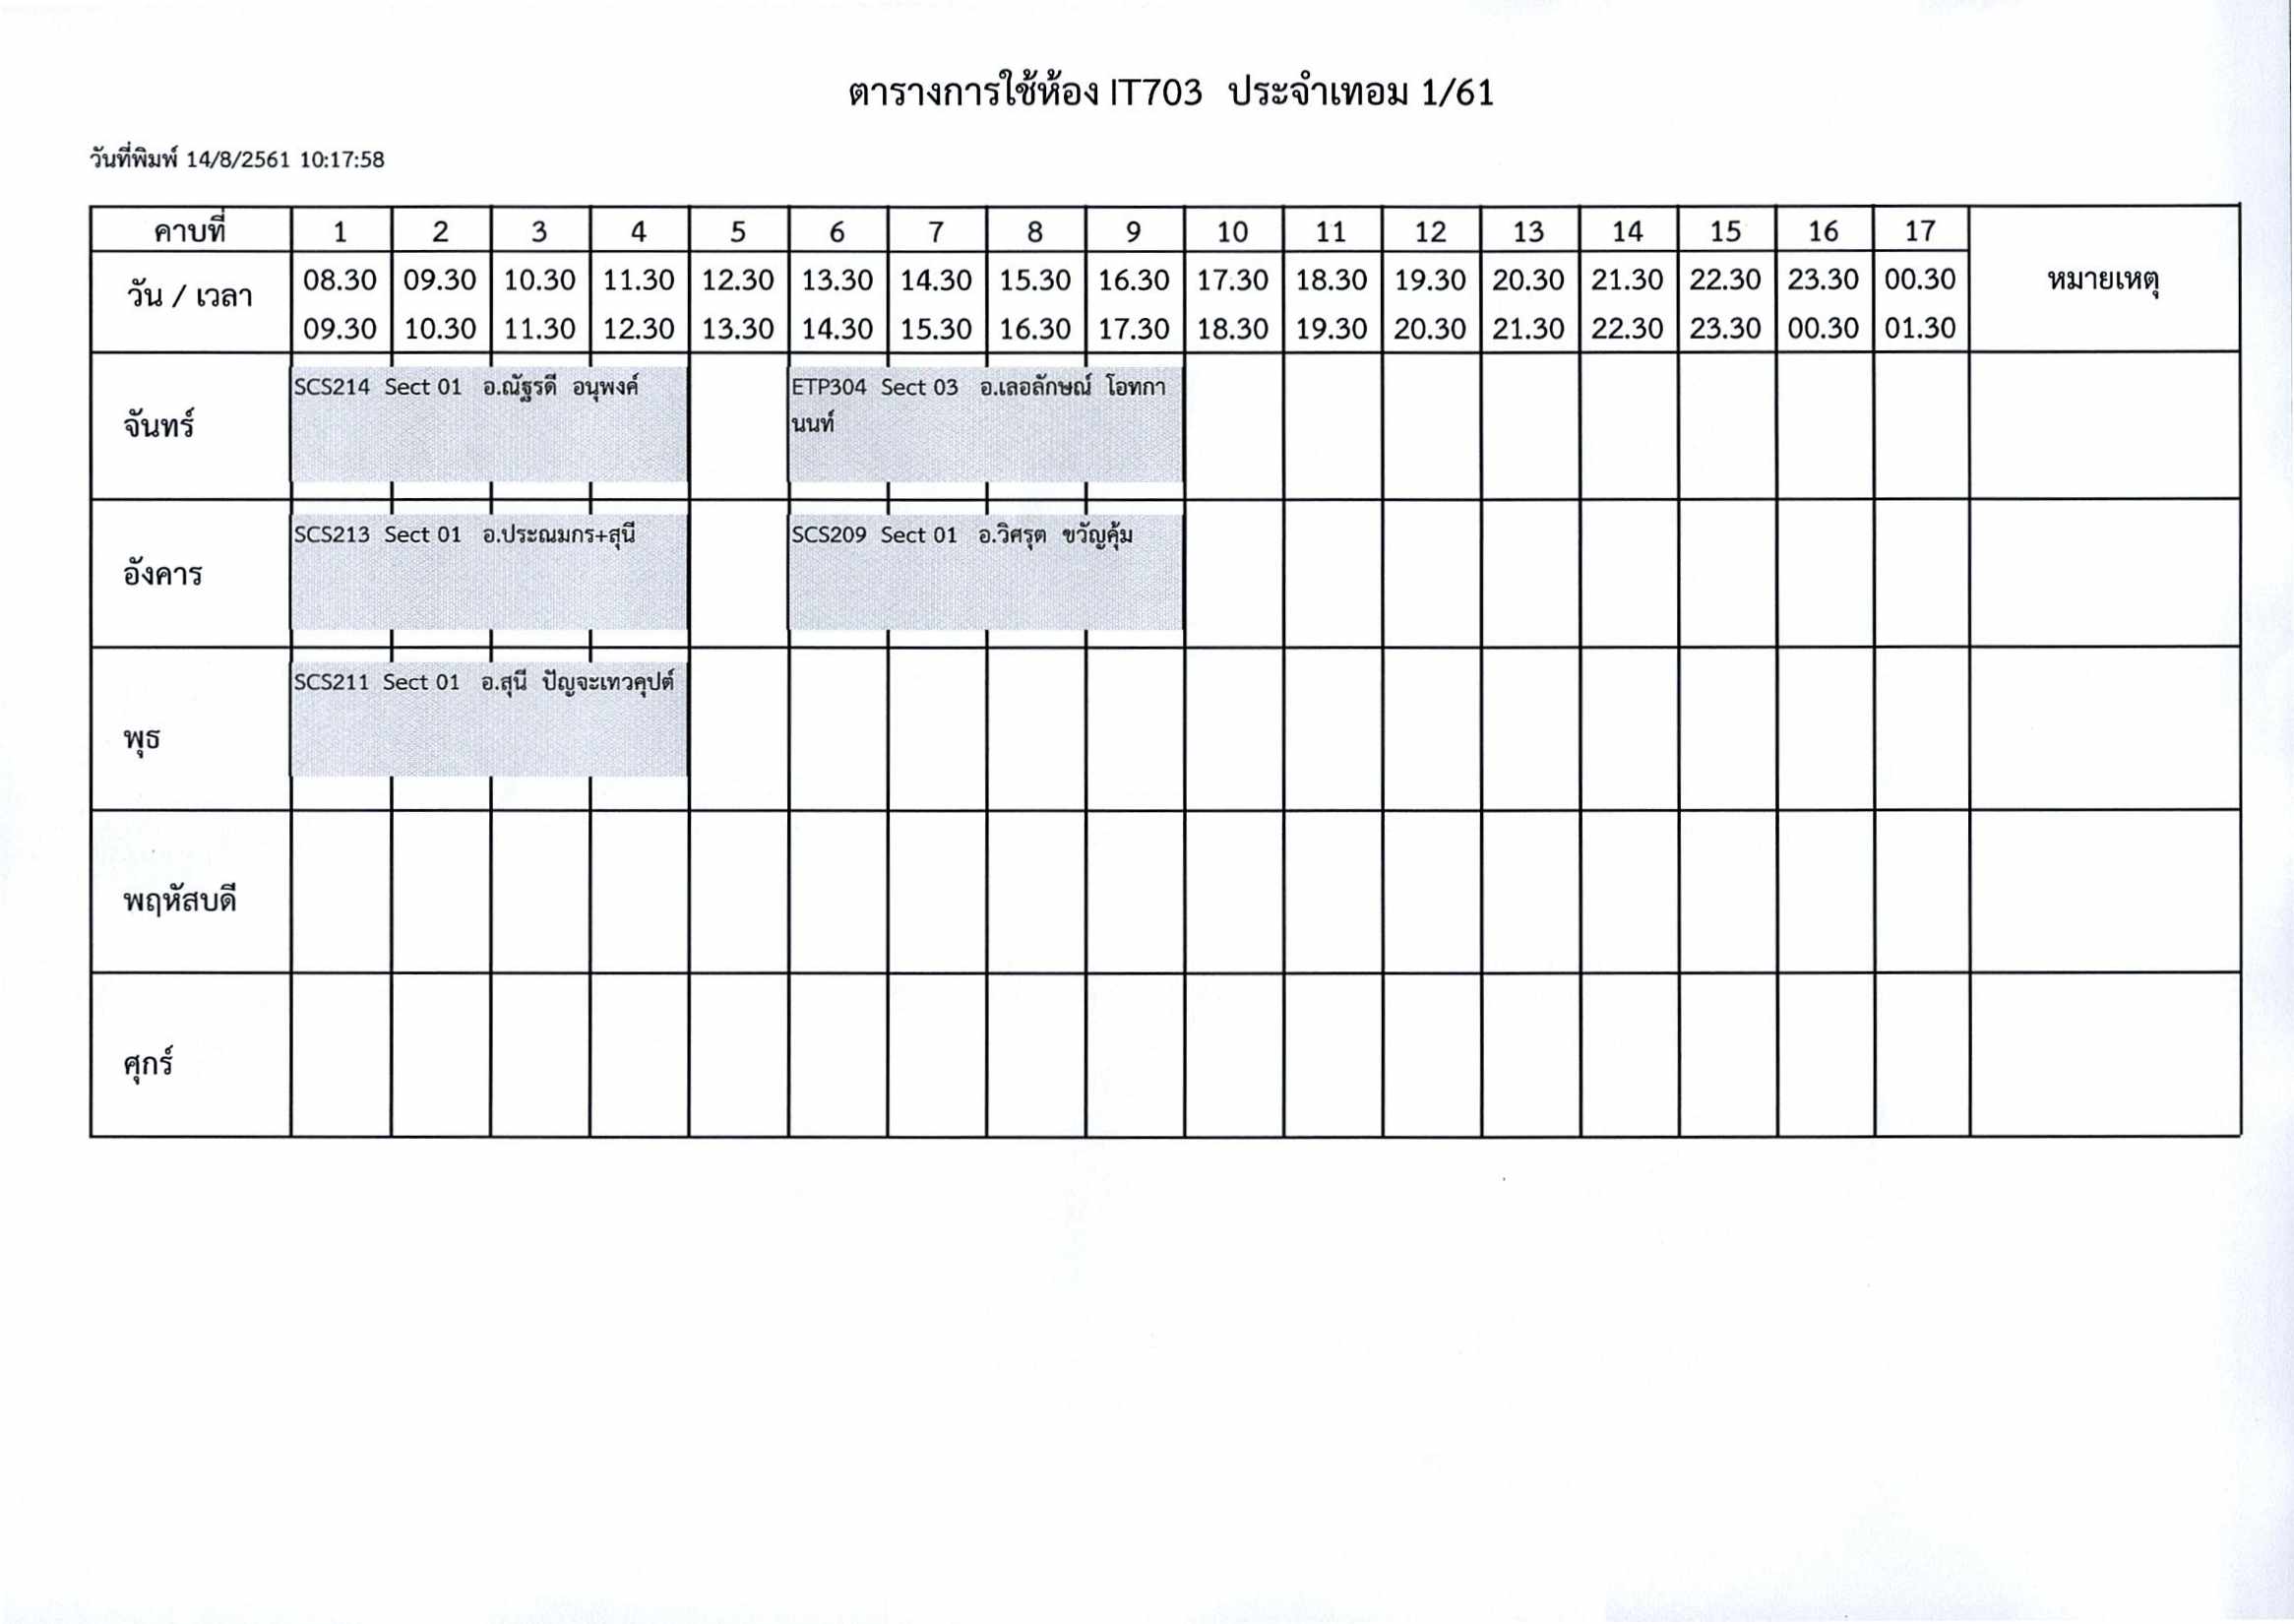 ตารางการใช้ห้อง IT703 ประจำเทอม 1/61
วันที่พิมพ์ 14/8/2561 10:17:58
คาบที่ 1 2 3 4 5 6 7 8 9 10 11 12 13 14 15 16 17
วัน / เวลา หมายเหตุ
08.30 09.30 10.30 11.30 12.30 13.30 14.30 15.30 16.30 17.30 18.30 19.30 20.30 21.30 22.30 23.30 00.30
09.30 10.30 11.30 12.30 13.30 14.30 15.30 16.30 17.30 18.30 19.30 20.30 21.30 22.30 23.30 00.30 01.30
จันทร์
SCS214 Sect 01 อ.ณัฐรดี อนุพงค์
ETP304 Sect 03 อ.เลอลักษณ์ โอทกา
นนท์
อังคาร
SCS213 Sect 01 อ.ประณมกร+สุนี
SCS209 Sect 01 อ.วิศรุต ขวัญคุ้ม
พุธ
SCS211 Sect 01 อ.สุนี ปัญจะเทวคุปต์
พฤหัสบดี
ศุกร์